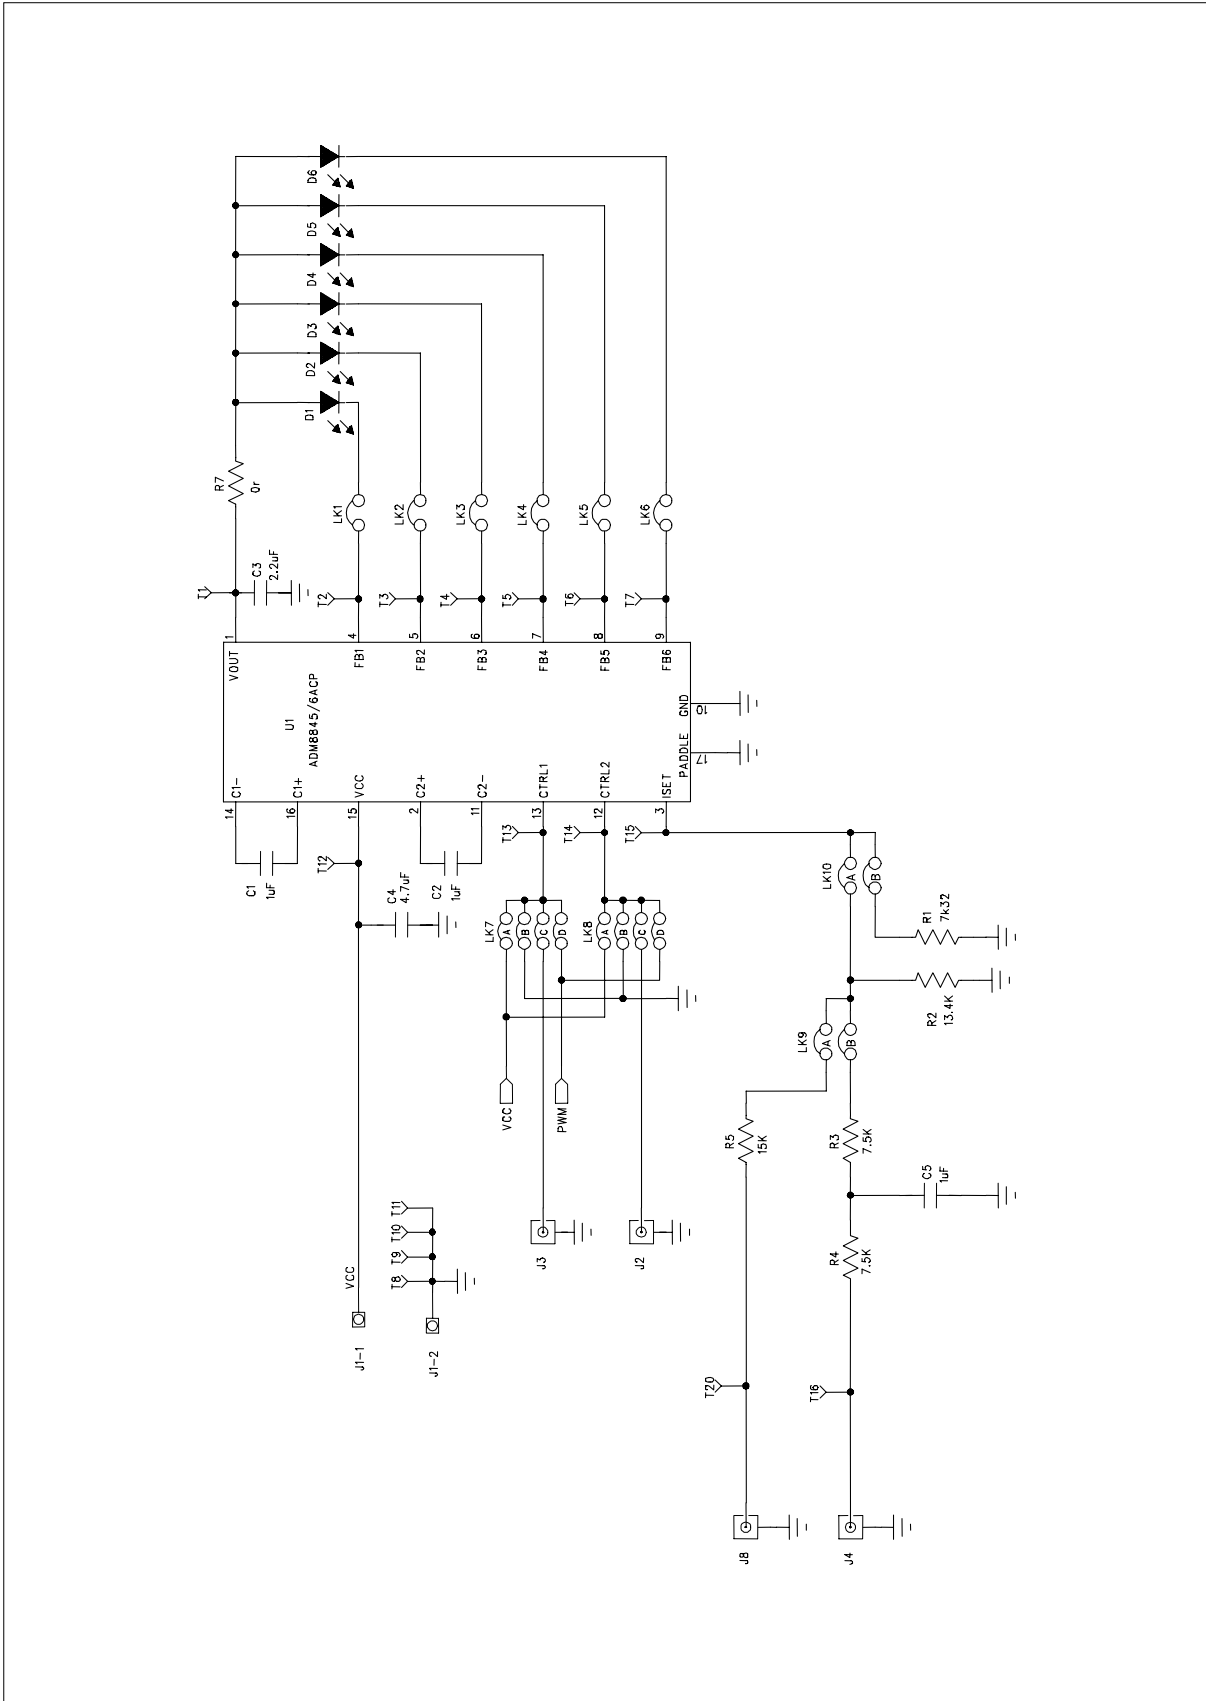 D6
D5
D4
D3
D2
D1
R7
0r
T1
C3
2.2uF
LK1
LK2
LK3
LK4
LK5
LK6
T2
T3
T4
T5
T6
T7
1
4
5
6
7
8
9
VOUT
FB1
FB2
FB3
FB4
FB5
FB6
U1
ADM8845/6ACP
GND
10
PADDLE
17
C1-
C1+
VCC
C2+
C2-
CTRL1
CTRL2
ISET
14
16
15
2
11
13
12
3
C1
1uF
T12
C4
4.7uF
C2
1uF
T13
T14
T15
LK7
A
B
C
D
LK8
A
B
C
D
LK10
A
B
R1
7k32
R2
13.4K
LK9
A
B
VCC
PWM
R5
15K
R3
7.5K
C5
1uF
R4
7.5K
T11
T10
T9
T8
VCC
J3
J2
J1-1
J1-2
T20
T16
J8
J4